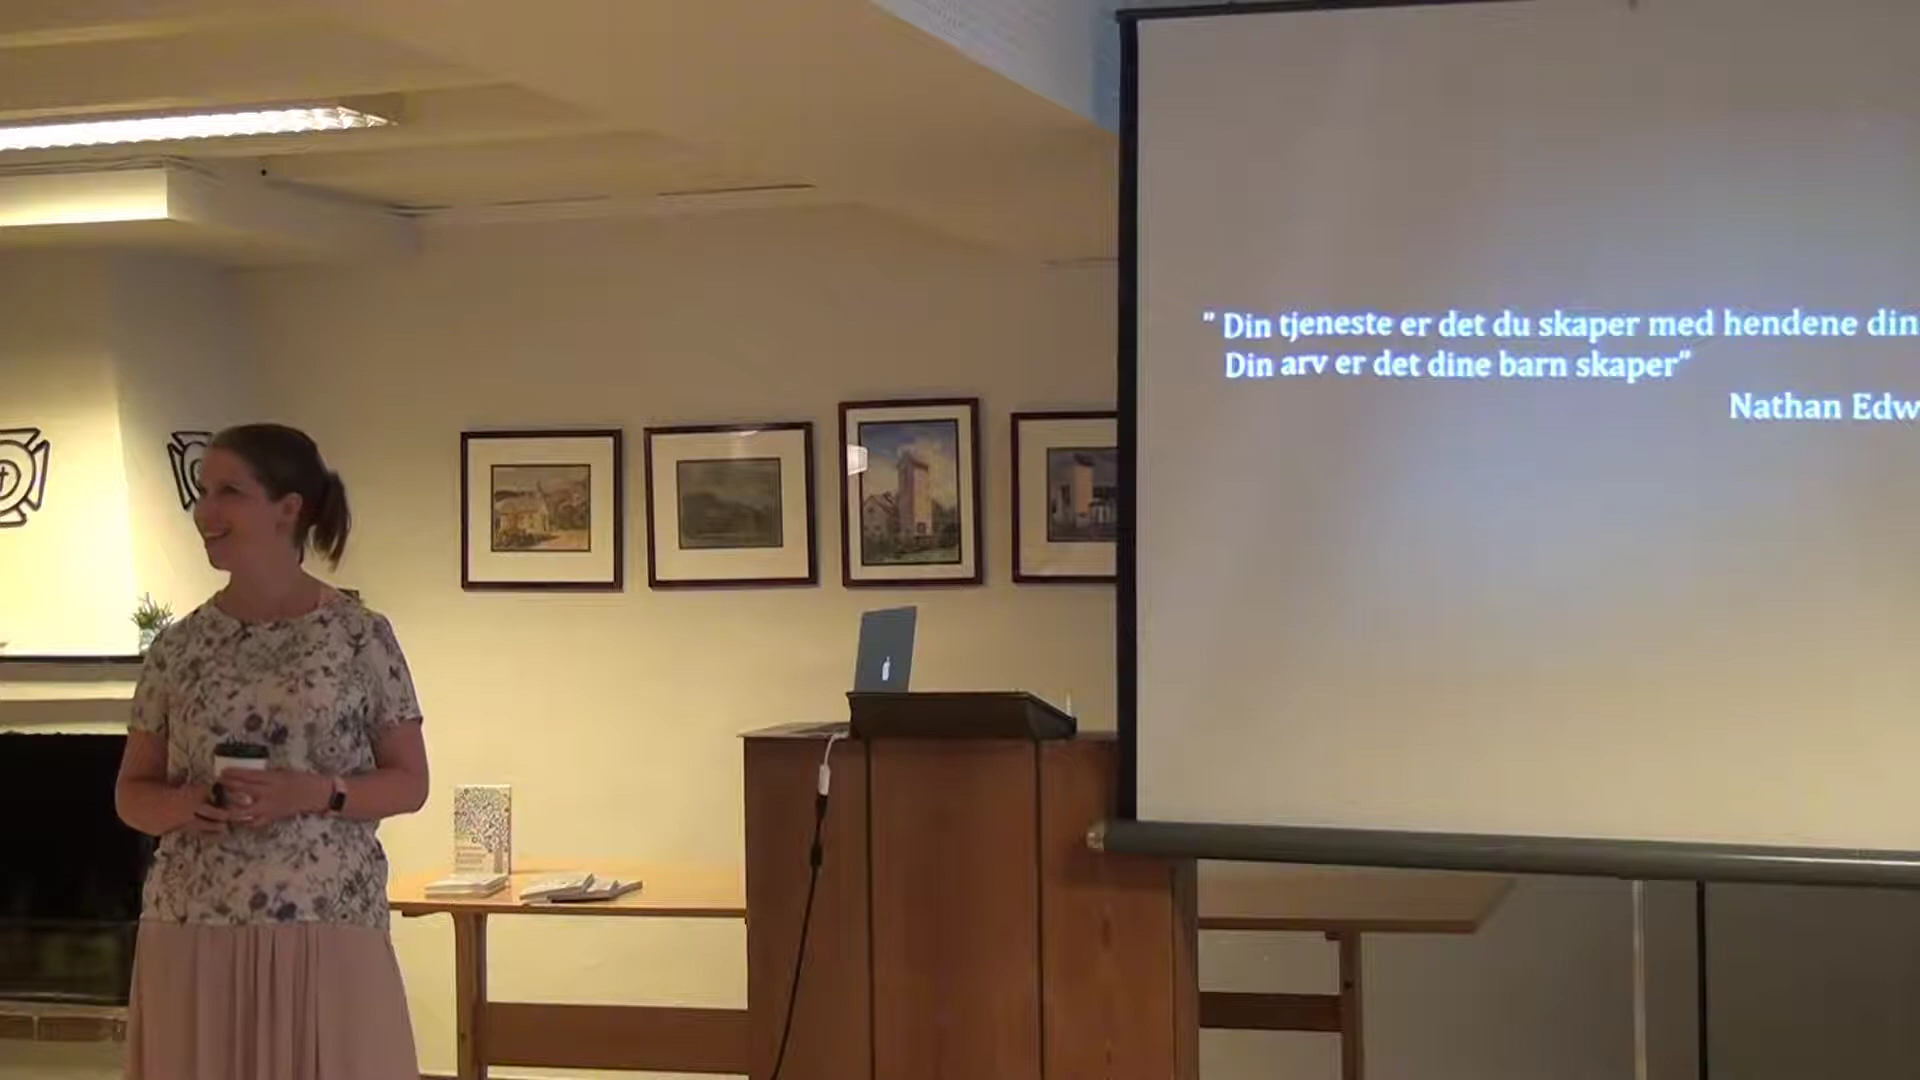 " Din tjeneste er det du skaper med hendene din
Din arv er det dine barn skaper"
Nathan Edw